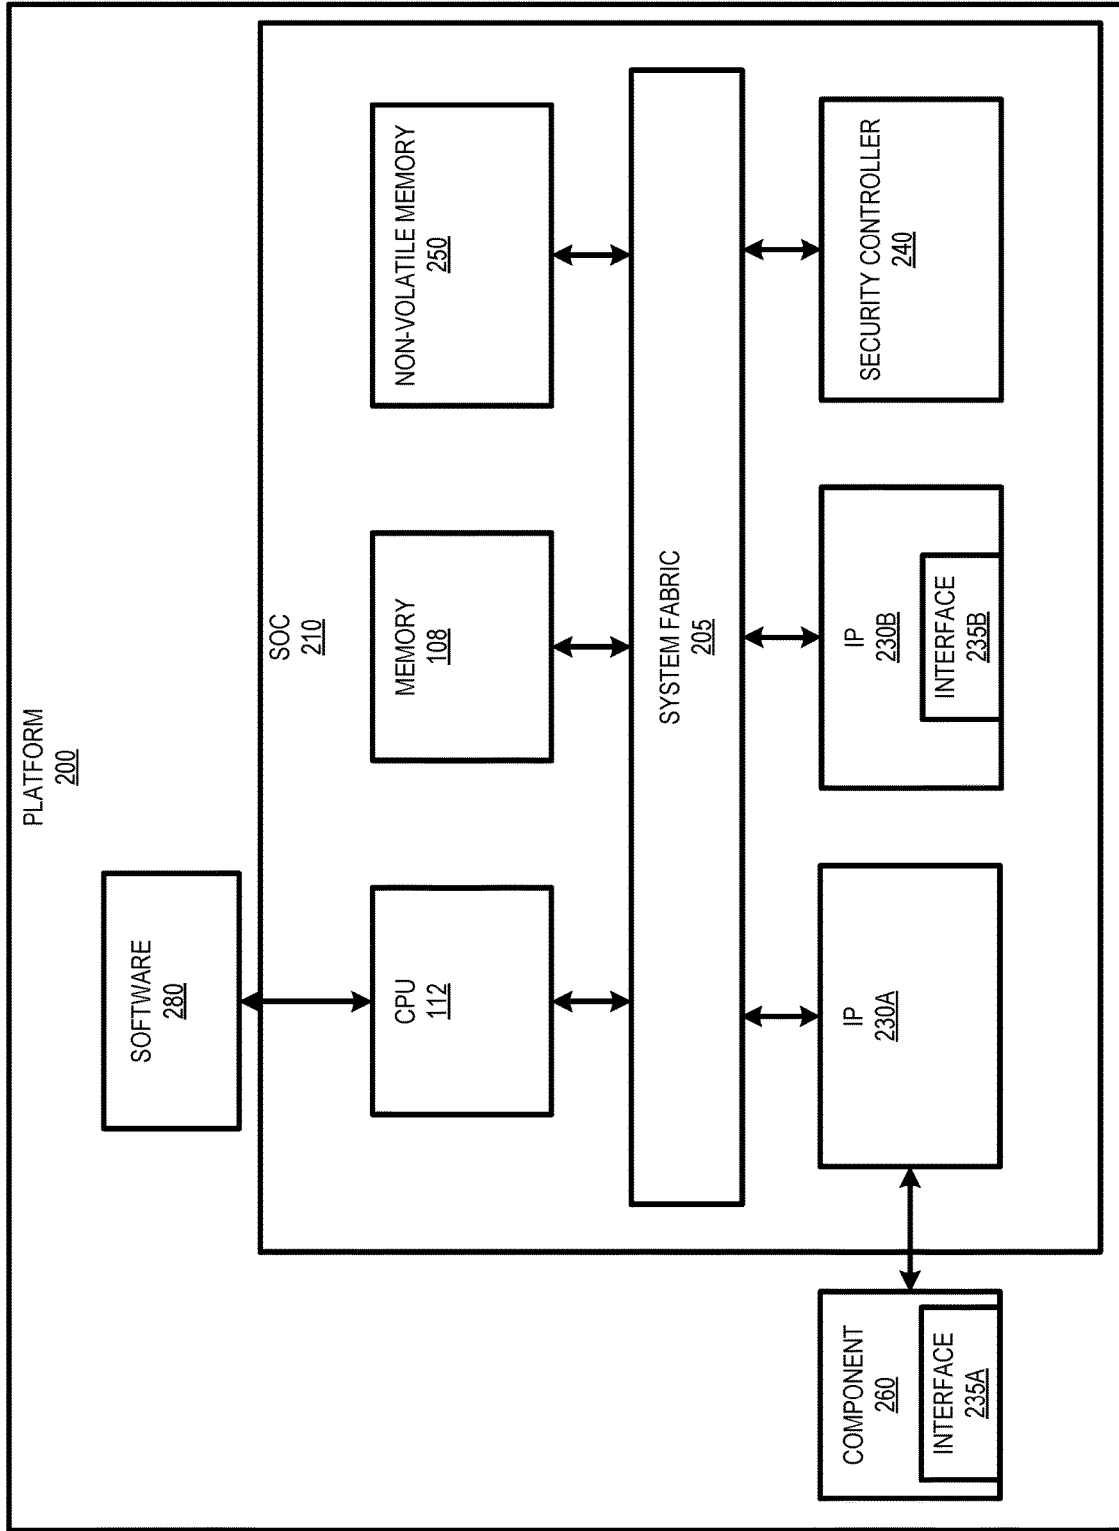 PLATFORM
200
SOFTWARE
280
SOC
210
CPU
112
MEMORY
108
NON-VOLATILE MEMORY
250
SYSTEM FABRIC
205
COMPONENT
260
INTERFACE
235A
IP
230A
IP
230B
INTERFACE
235B
SECURITY CONTROLLER
240